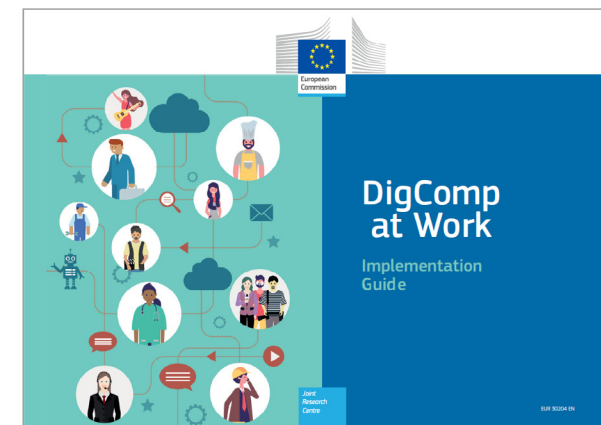 European
Commission
DigComp
at Work
Implementation
Guide
Joint
Research
Centre
EUR 30204 EN